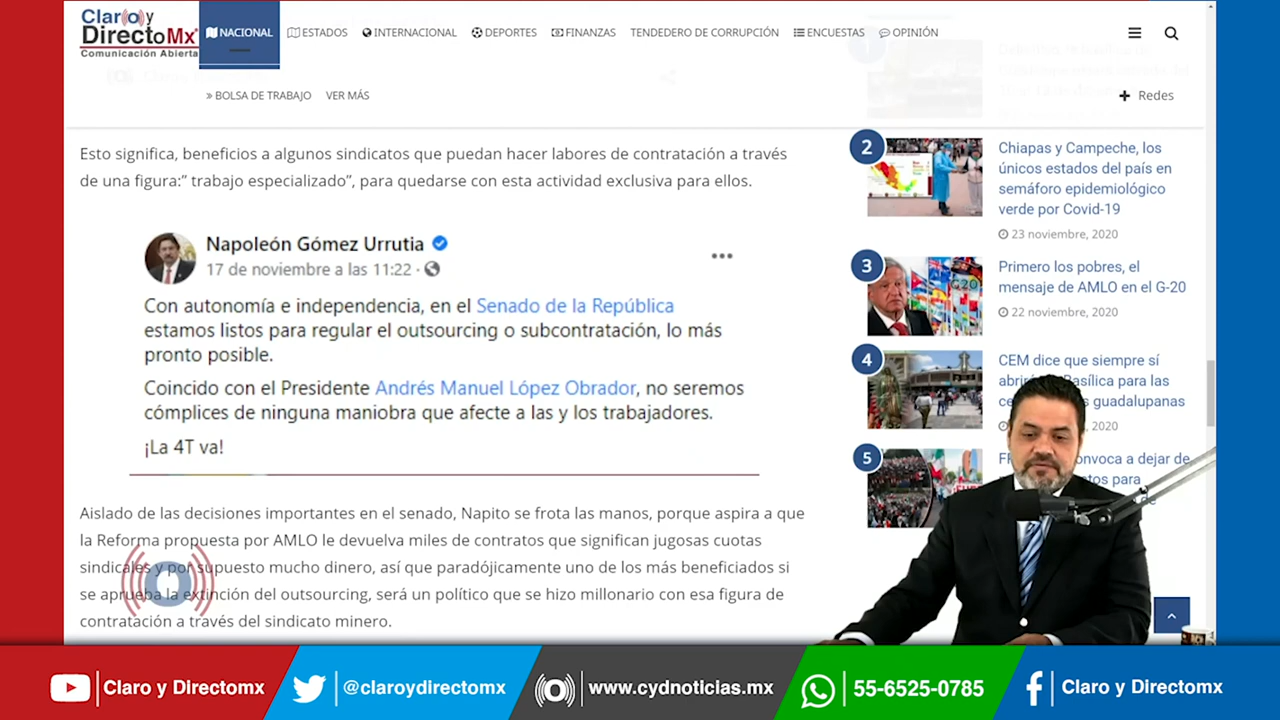 Claro y
DirectoMx
Comunicación Abierta
NACIONAL
ESTADOS
INTERNACIONAL
DEPORTES
FINANZAS
TENDEDERO DE CORRUPCIÓN
ENCUESTAS
OPINIÓN
» BOLSA DE TRABAJO
VER MÁS
+ Redes
Esto significa, beneficios a algunos sindicatos que puedan hacer labores de contratación a través
de una figura:” trabajo especializado”, para quedarse con esta actividad exclusiva para ellos.
Napoleón Gómez Urrutia
17 de noviembre a las 11:22 ·
Con autonomía e independencia, en el Senado de la República
estamos listos para regular el outsourcing o subcontratación, lo más
pronto posible.
Coincido con el Presidente Andrés Manuel López Obrador, no seremos
cómplices de ninguna maniobra que afecte a las y los trabajadores.
¡La 4T va!
Aislado de las decisiones importantes en el senado, Napito se frota las manos, porque aspira a que
la Reforma propuesta por AMLO le devuelva miles de contratos que significan jugosas cuotas
sindicales y por supuesto mucho dinero, así que paradójicamente uno de los más beneficiados si
se aprueba la extinción del outsourcing, será un político que se hizo millonario con esa figura de
contratación a través del sindicato minero.
2
Chiapas y Campeche, los
únicos estados del país en
semáforo epidemiológico
verde por Covid-19
23 noviembre, 2020
3
Primero los pobres, el
mensaje de AMLO en el G-20
G20
22 noviembre, 2020
4
CEM dice que siempre sí
Basílica para las
guadalupanas
2020
5
convoca a dejar de
para
de
Claro y Directomx
@claroydirectomx
www.cydnoticias.mx
55-6525-0785
Claro y Directomx